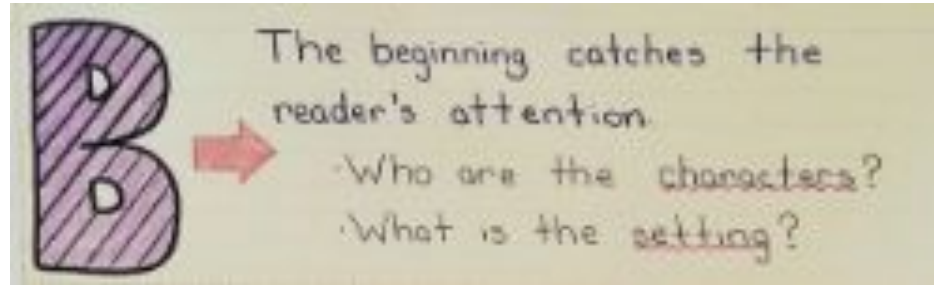 B
The beginning catches the
reader's attention.
·Who are the characters?
·What is the setting?